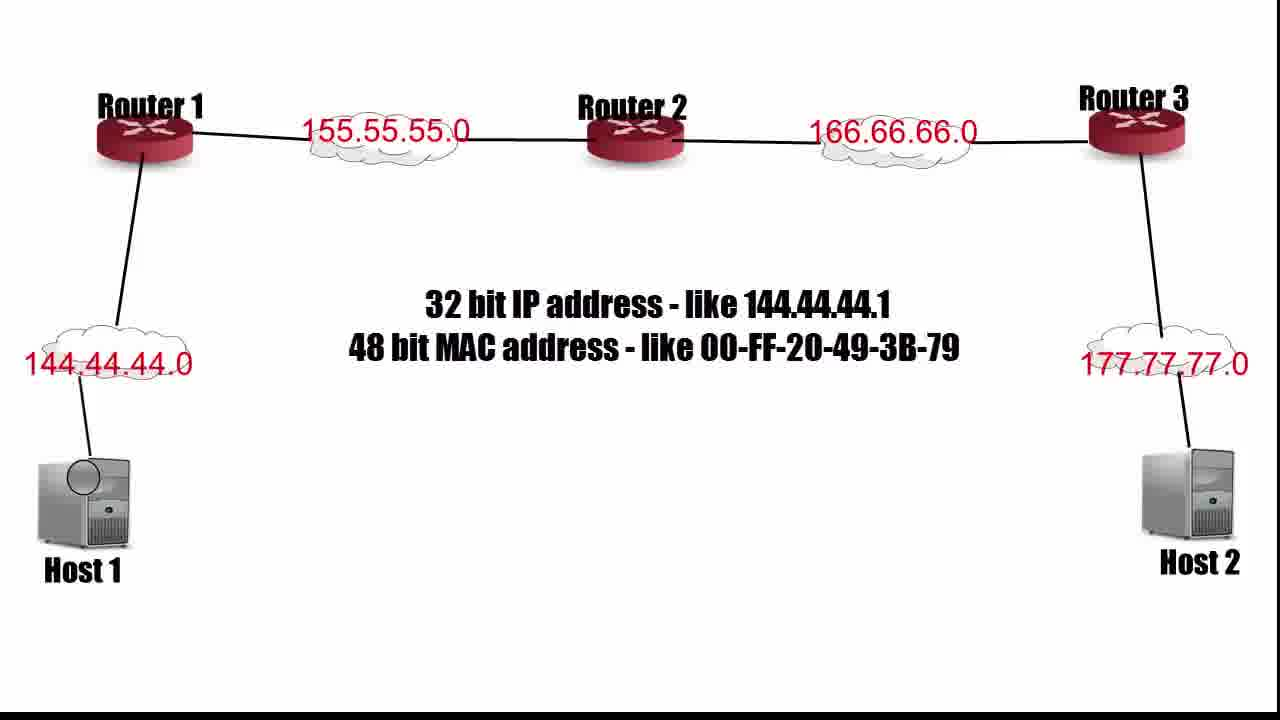 Router 1
Router 2
Router 3
155.55.55.0
166.66.66.0
32 bit IP address - like 144.44.44.1
48 bit MAC address - like 00-FF-20-49-3B-79
144.44.44.0
177.77.77.0
Host 1
Host 2